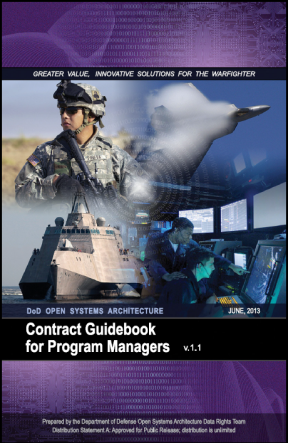 GREATER VALUE, INNOVATIVE SOLUTIONS FOR THE WARFIGHTER
DoD OPEN SYSTEMS ARCHITECTURE
JUNE, 2013
Contract Guidebook
for Program Managers v.1.1
Prepared by the Department of Defense Open Systems Architecture Data Rights Team
Distribution Statement A: Approved for Public Release; distribution is unlimited